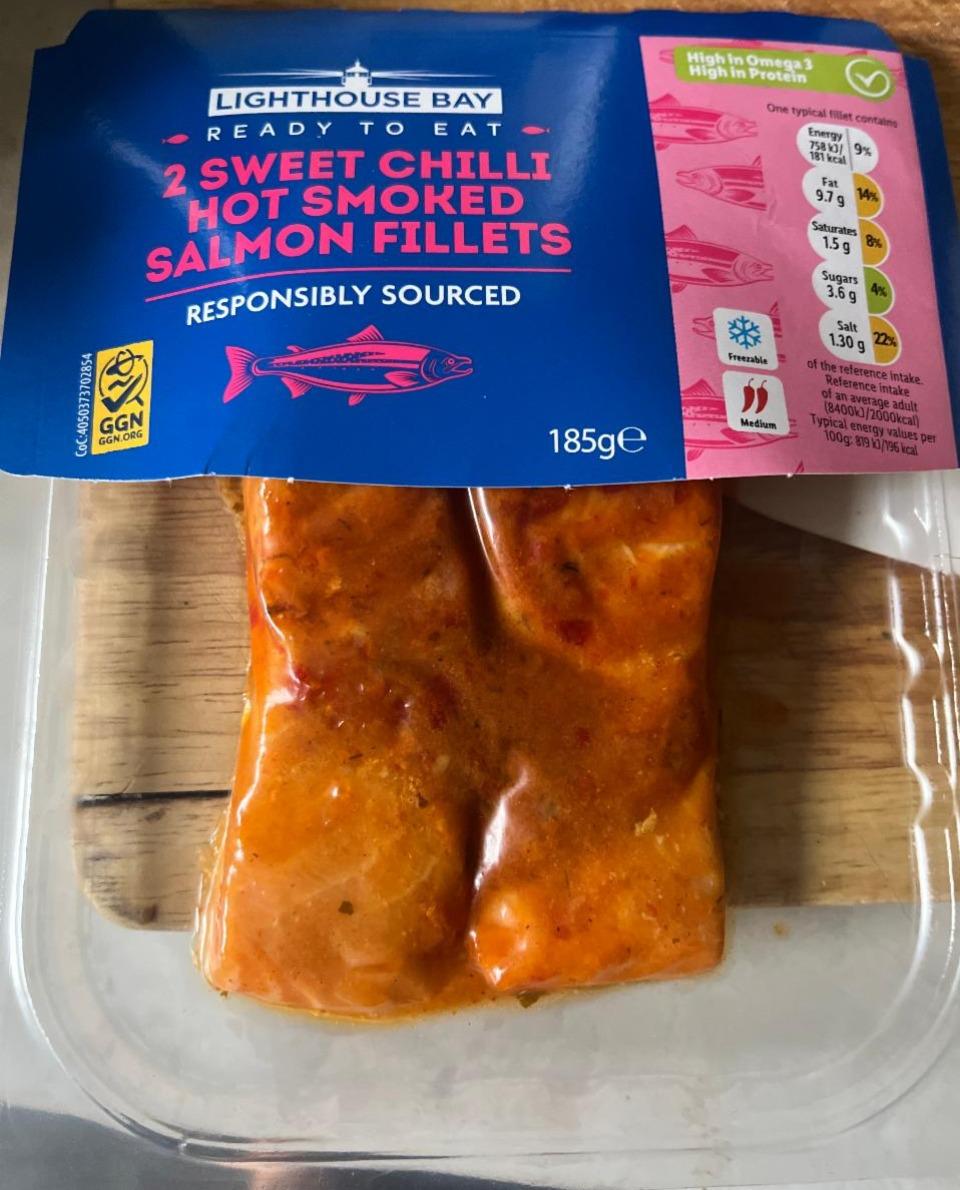 LIGHTHOUSE BAY
READY TO EAT
2 SWEET CHILLI
HOT SMOKED
SALMON FILLETS
RESPONSIBLY SOURCED
CoC:4050373702854
GGN
GGN.ORG
185g℮
High in Omega 3
High in Protein
One typical fillet contains
Energy
758 kJ/
181 kcal
9%
Fat
9.7 g
14%
Saturates
1.5 g
8%
Sugars
3.6 g
4%
Salt
1.30 g
22%
of the reference intake.
Reference intake
of an average adult
(8400kJ/2000kcal)
Typical energy values per
100g: 819 kJ/196 kcal
Freezable
Medium